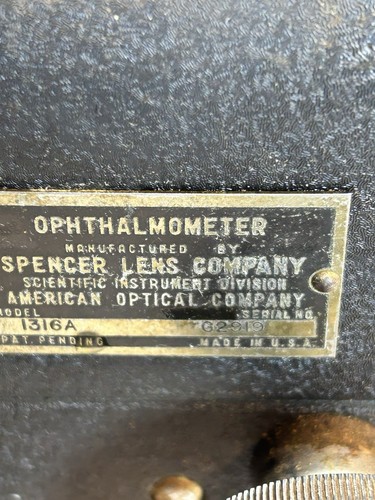 OPHTHALMOMETER
MANUFACTURED BY
SPENCER LENS COMPANY
SCIENTIFIC INSTRUMENT DIVISION
AMERICAN OPTICAL COMPANY
MODEL SERIAL NO.
1316A G2919
PAT. PENDING MADE IN U.S.A.